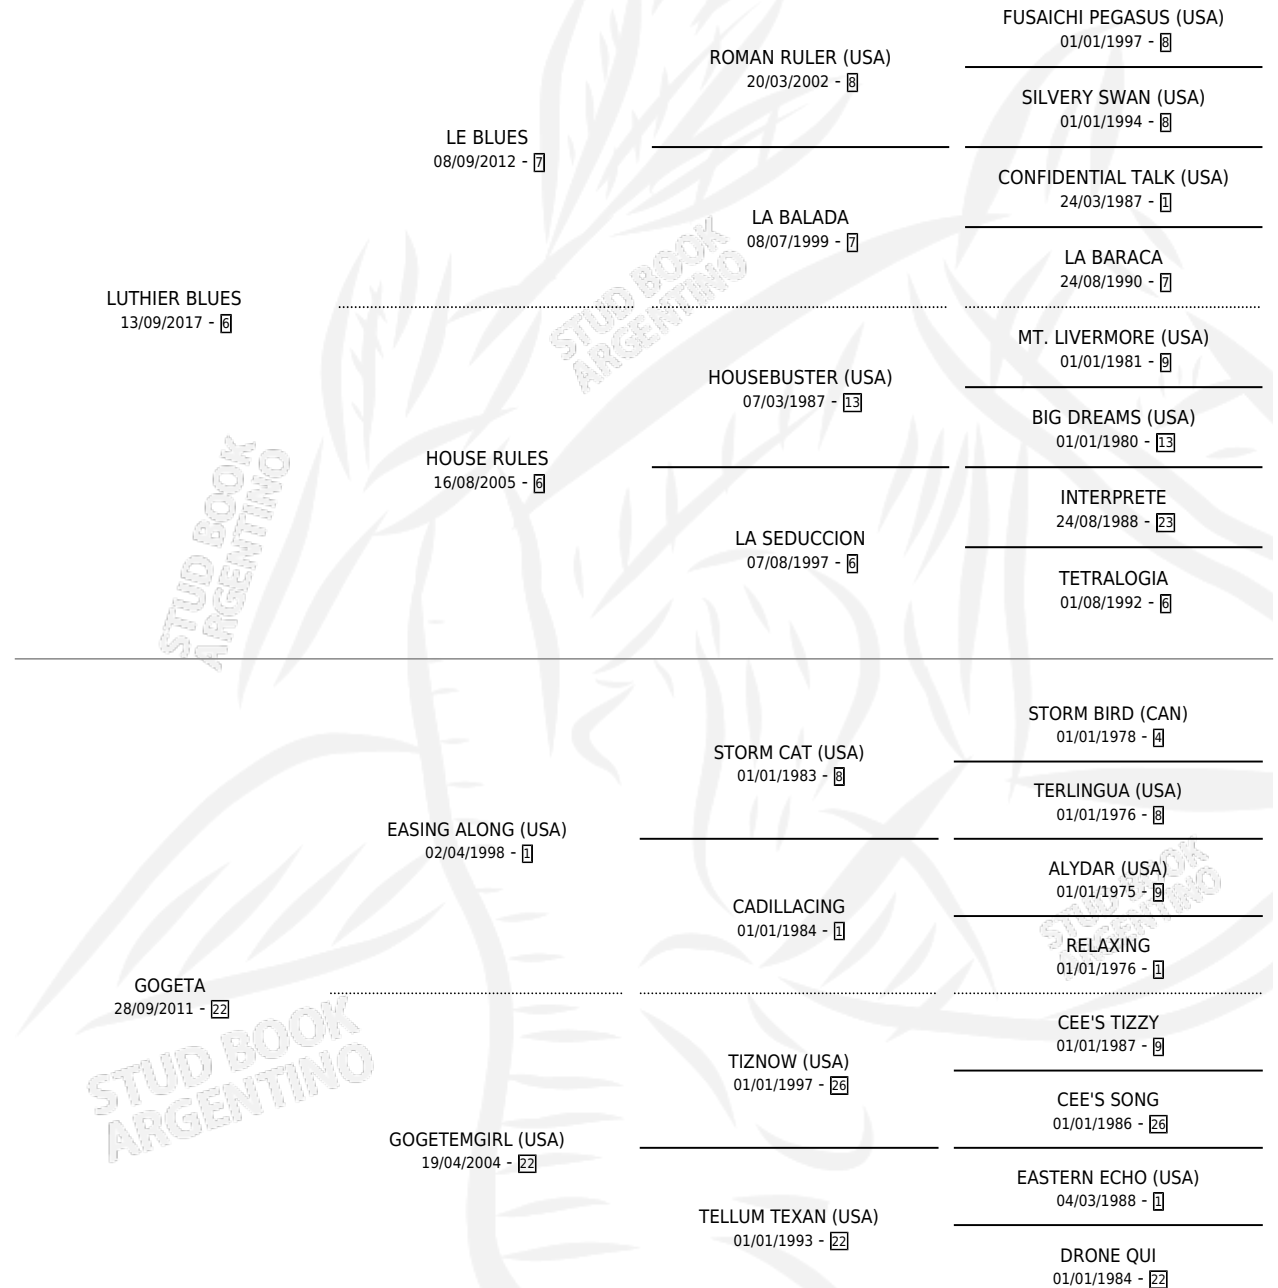 FUSAICHI PEGASUS (USA)
01/01/1997 - 8
ROMAN RULER (USA)
20/03/2002 - 8
SILVERY SWAN (USA)
01/01/1994 - 8
LE BLUES
08/09/2012 - 7
CONFIDENTIAL TALK (USA)
24/03/1987 - 1
LA BALADA
08/07/1999 - 7
LA BARACA
24/08/1990 - 7
LUTHIER BLUES
13/09/2017 - 6
STUD BOOK
ARGENTINO
MT. LIVERMORE (USA)
01/01/1981 - 9
HOUSEBUSTER (USA)
07/03/1987 - 13
BIG DREAMS (USA)
01/01/1980 - 13
HOUSE RULES
16/08/2005 - 6
INTERPRETE
24/08/1988 - 23
LA SEDUCCION
07/08/1997 - 6
TETRALOGIA
01/08/1992 - 6
STUD BOOK
ARGENTINO
STORM BIRD (CAN)
01/01/1978 - 4
STORM CAT (USA)
01/01/1983 - 8
TERLINGUA (USA)
01/01/1976 - 8
EASING ALONG (USA)
02/04/1998 - 1
ALYDAR (USA)
01/01/1975 - 9
CADILLACING
01/01/1984 - 1
RELAXING
01/01/1976 - 1
STUD BOOK
ARGENTINO
GOGETA
28/09/2011 - 22
STUD BOOK
ARGENTINO
CEE'S TIZZY
01/01/1987 - 9
TIZNOW (USA)
01/01/1997 - 26
CEE'S SONG
01/01/1986 - 26
GOGETEMGIRL (USA)
19/04/2004 - 22
EASTERN ECHO (USA)
04/03/1988 - 1
TELLUM TEXAN (USA)
01/01/1993 - 22
DRONE QUI
01/01/1984 - 22